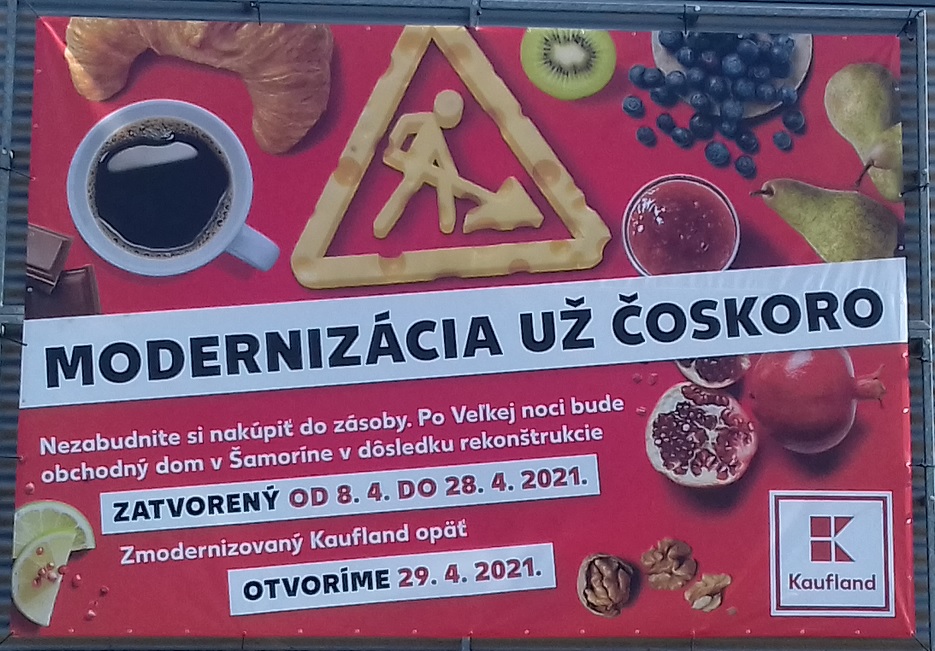 MODERNIZÁCIA UŽ ČOSKORO
Nezabudnite si nakúpiť do zásoby. Po Veľkej noci bude
obchodný dom v Šamoríne v dôsledku rekonštrukcie
ZATVORENÝ OD 8. 4. DO 28. 4. 2021.
Zmodernizovaný Kaufland opäť
OTVORÍME 29. 4. 2021.
Kaufland